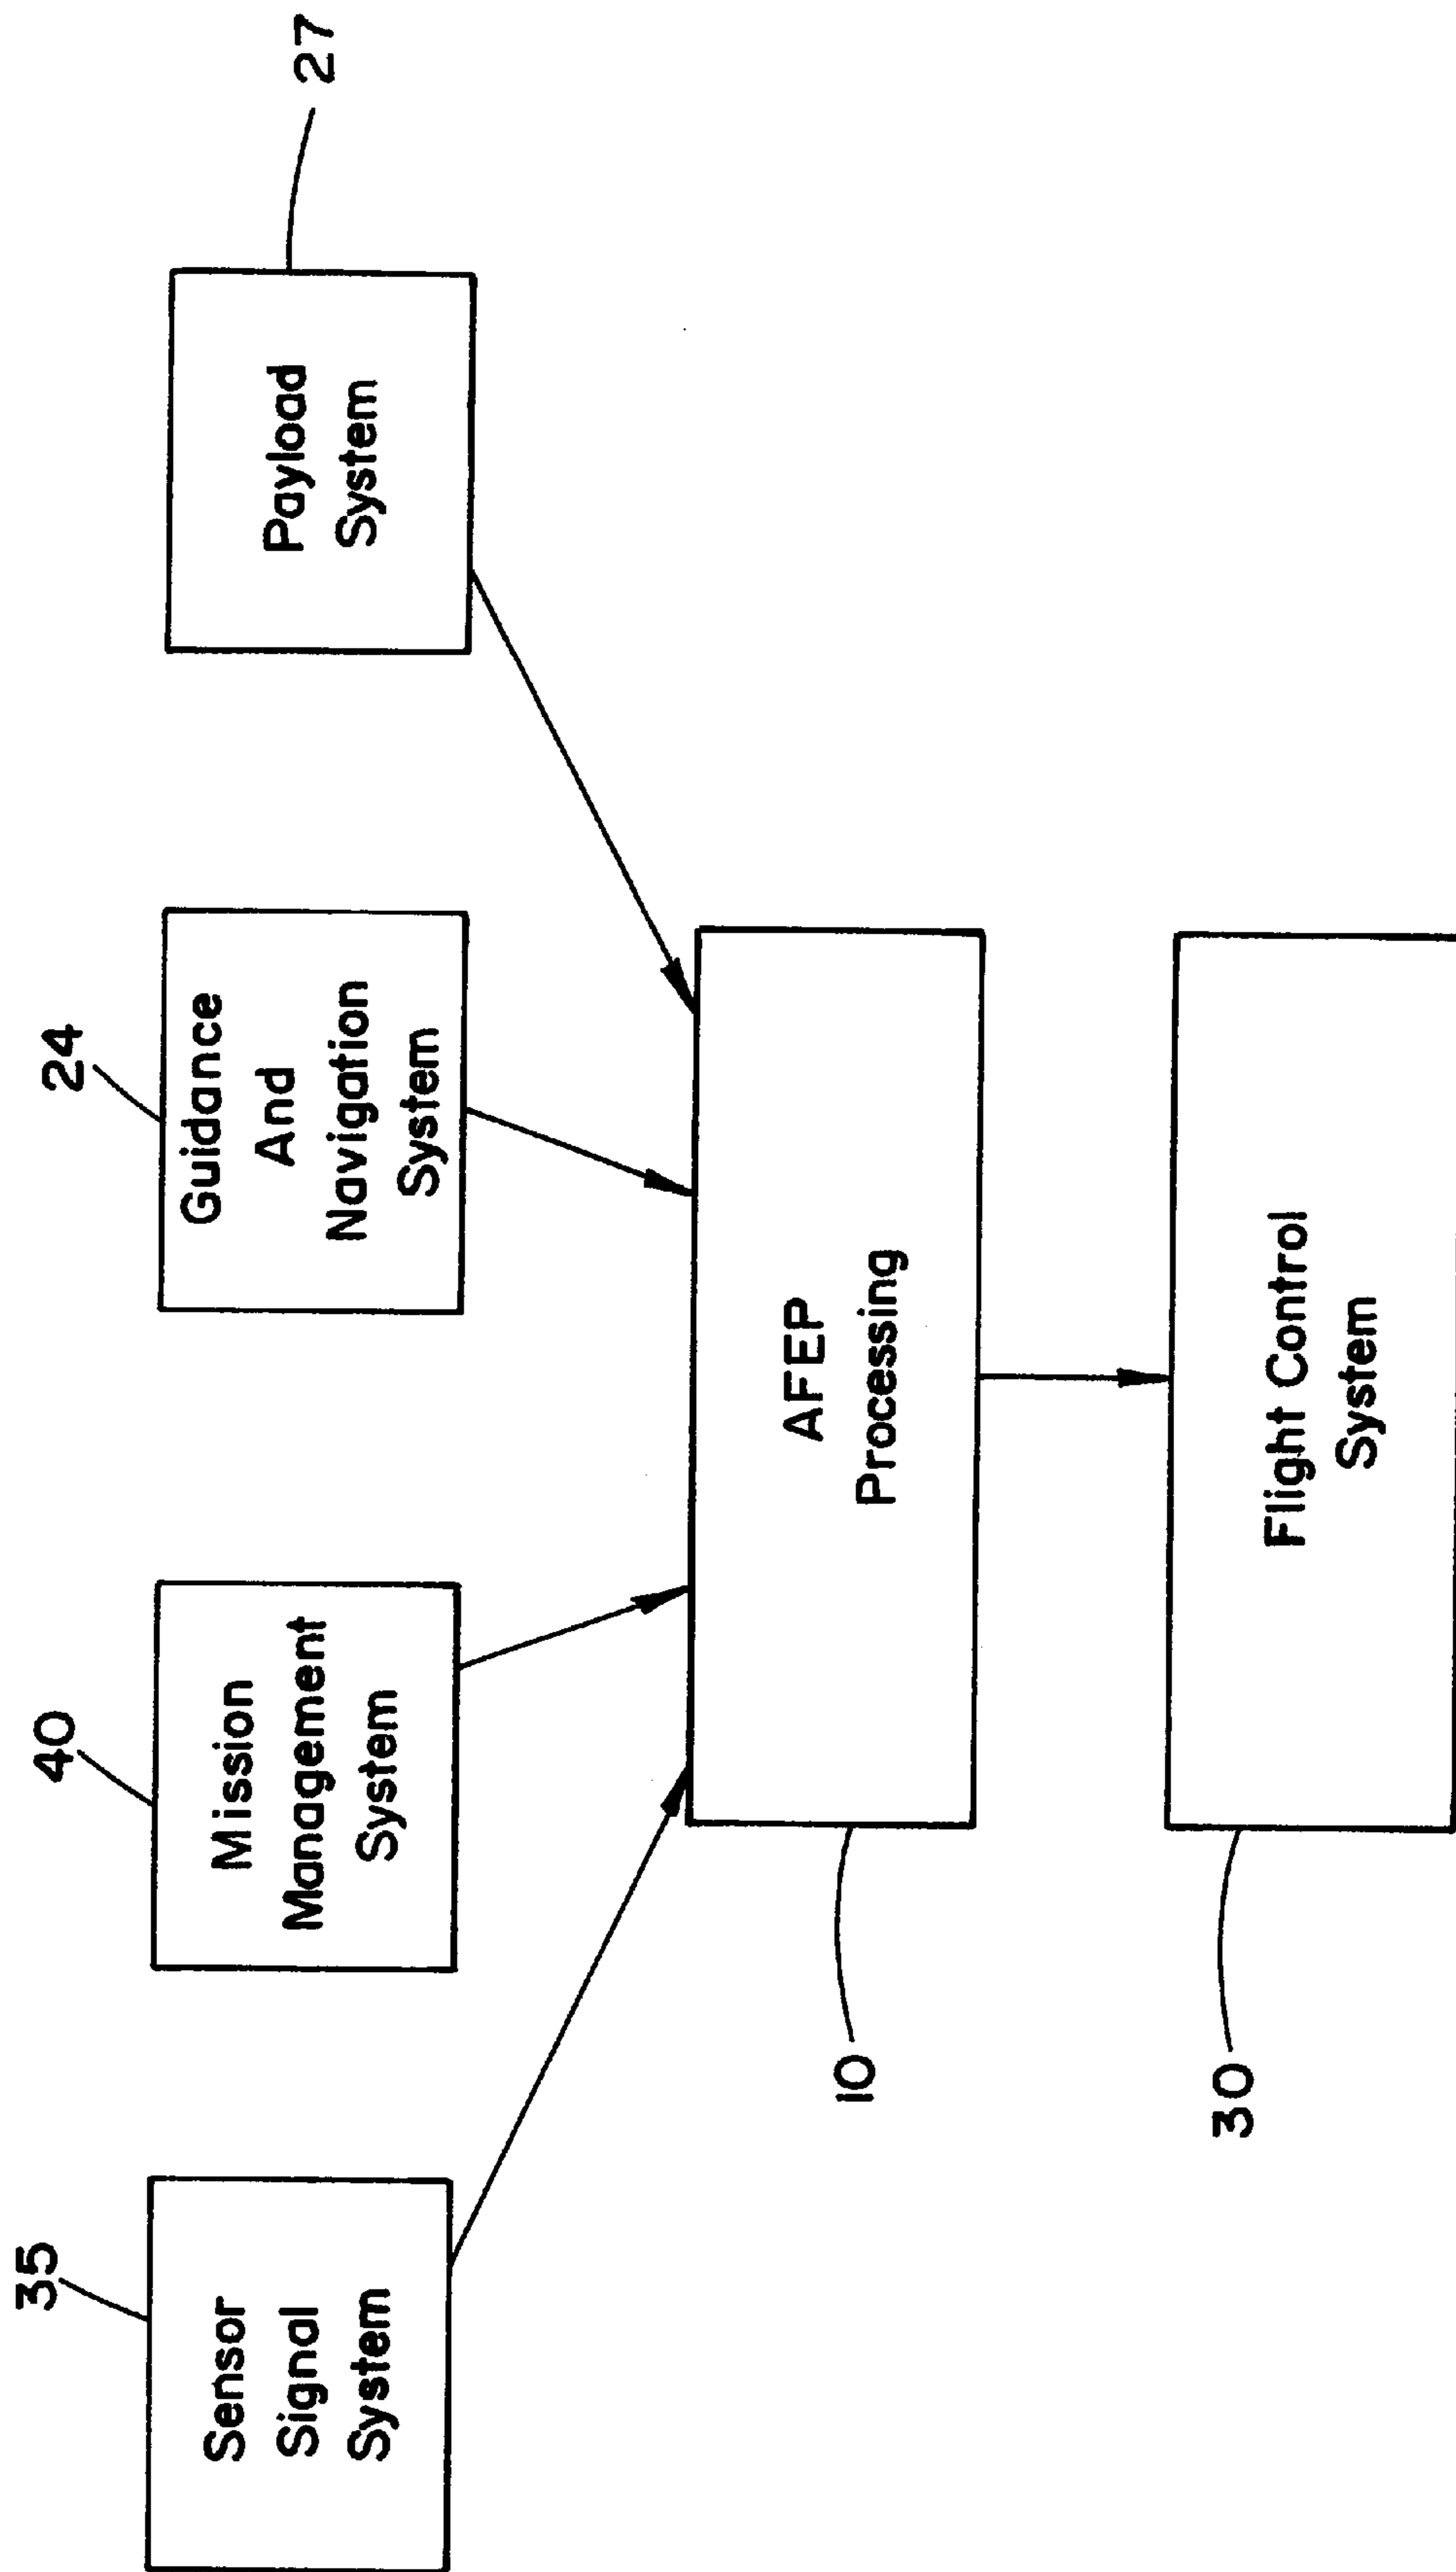 35
Sensor
Signal
System
40
Mission
Management
System
24
Guidance
And
Navigation
System
27
Payload
System
10
AFEP
Processing
30
Flight Control
System